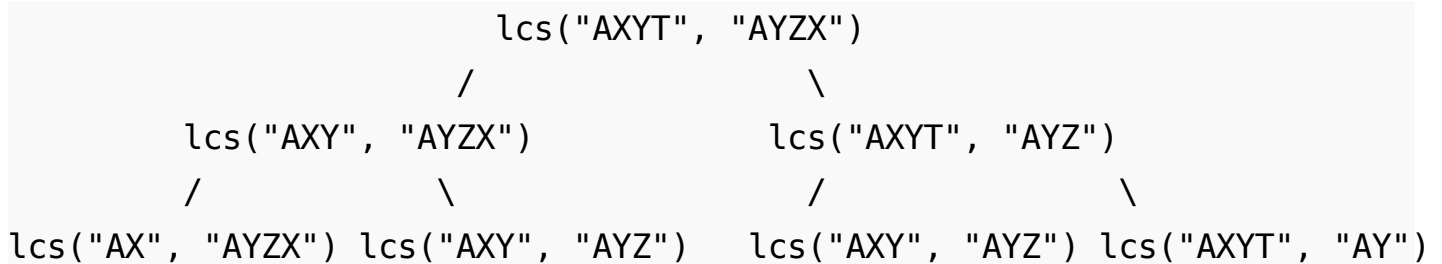 lcs("AXYT", "AYZX")
/ \
lcs("AXY", "AYZX") lcs("AXYT", "AYZ")
/ \ / \
lcs("AX", "AYZX") lcs("AXY", "AYZ") lcs("AXY", "AYZ") lcs("AXYT", "AY")